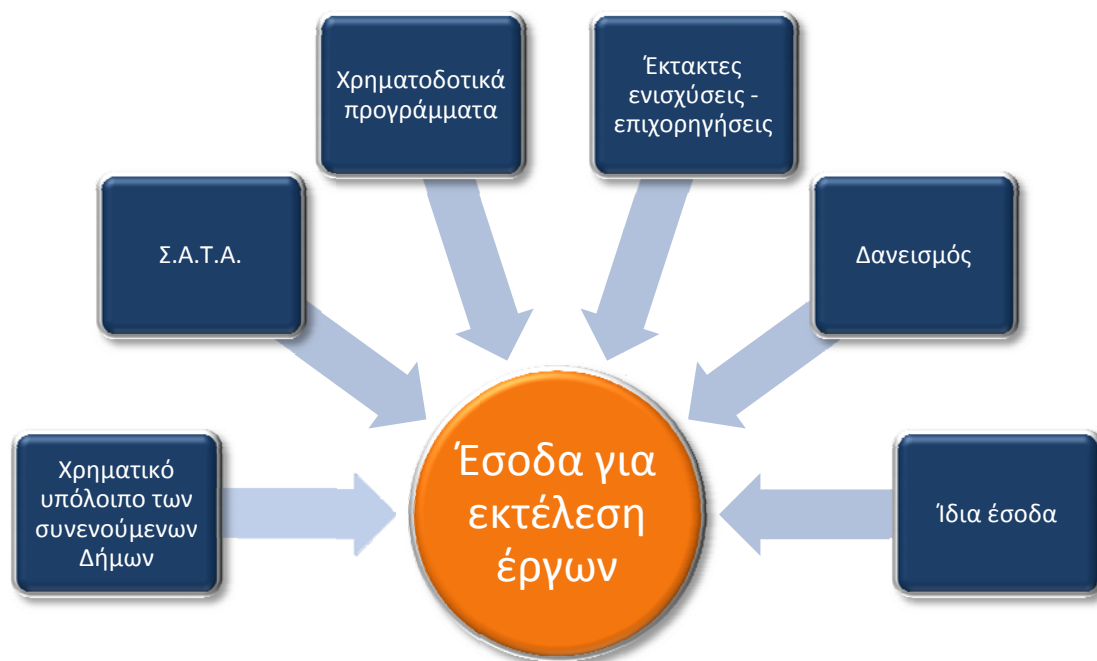 Χρηματοδοτικά
προγράμματα
Έκτακτες
ενισχύσεις -
επιχορηγήσεις
Σ.Α.Τ.Α.
Δανεισμός
Χρηματικό
υπόλοιπο των
συνενούμενων
Δήμων
Έσοδα για
εκτέλεση
έργων
Ίδια έσοδα